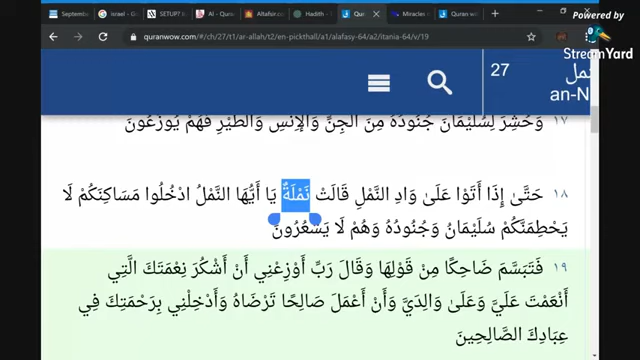 Septemb
israel - G
SETUP?
Al - Qur
Altafsir.c
Hadith -
Quran w
Miracles
Quran w
Powered by
StreamYard
quranwow.com/#/ch/27/t1/ar-allah/t2/en-pickthall/a1/alafasy-64/a2/itania-64/v/19
27
نمل
an-N
١٧ وَحُشِرَ لِسُلَيْمَانَ جُنُودُهُ مِنَ الْجِنِّ وَالْإِنسِ وَالطَّيْرِ فَهُمْ يُوزَعُونَ
١٨ حَتَّىٰ إِذَا أَتَوْا عَلَىٰ وَادِ النَّمْلِ قَالَتْ نَمْلَةٌ يَا أَيُّهَا النَّمْلُ ادْخُلُوا مَسَاكِنَكُمْ لَا
يَحْطِمَنَّكُمْ سُلَيْمَانُ وَجُنُودُهُ وَهُمْ لَا يَشْعُرُونَ
١٩ فَتَبَسَّمَ ضَاحِكًا مِّن قَوْلِهَا وَقَالَ رَبِّ أَوْزِعْنِي أَنْ أَشْكُرَ نِعْمَتَكَ الَّتِي
أَنْعَمْتَ عَلَيَّ وَعَلَىٰ وَالِدَيَّ وَأَنْ أَعْمَلَ صَالِحًا تَرْضَاهُ وَأَدْخِلْنِي بِرَحْمَتِكَ فِي
عِبَادِكَ الصَّالِحِينَ